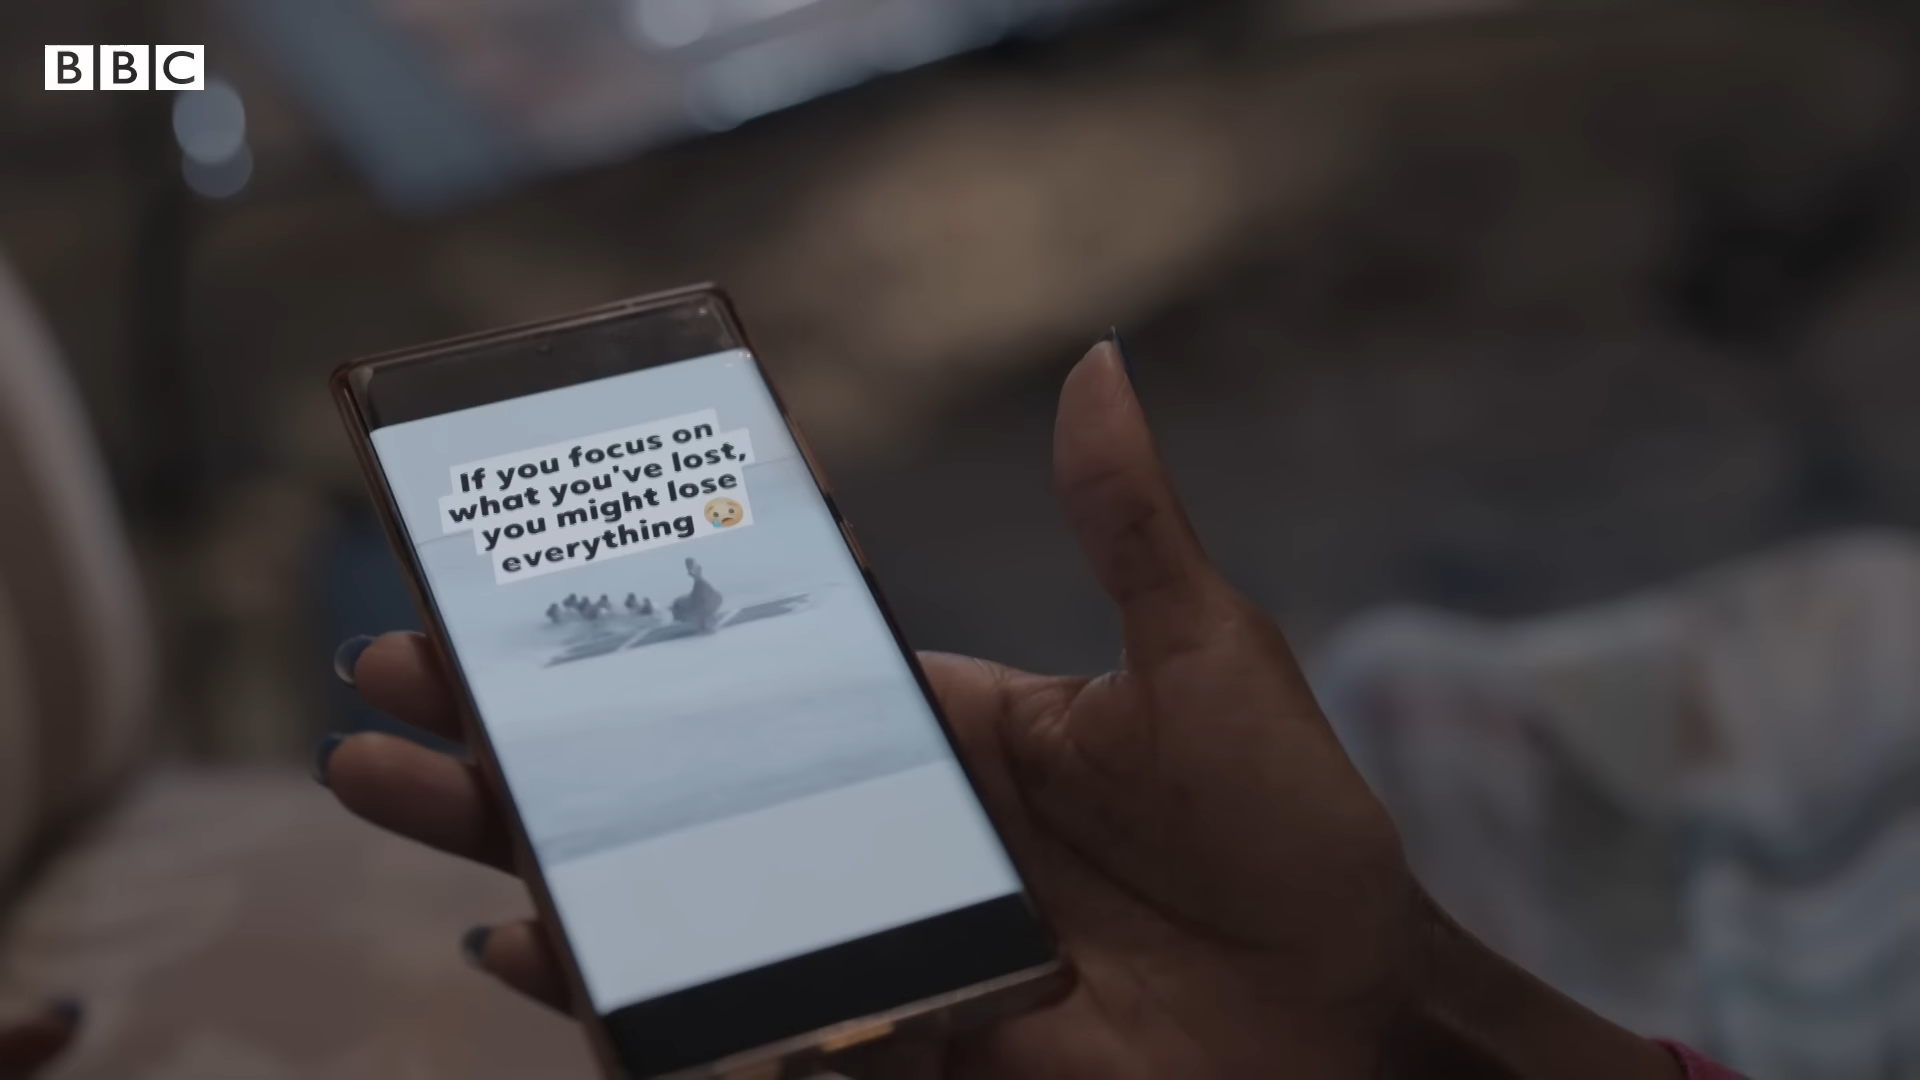 BBC
If you focus on
what you've lost,
you might lose
everything 😢